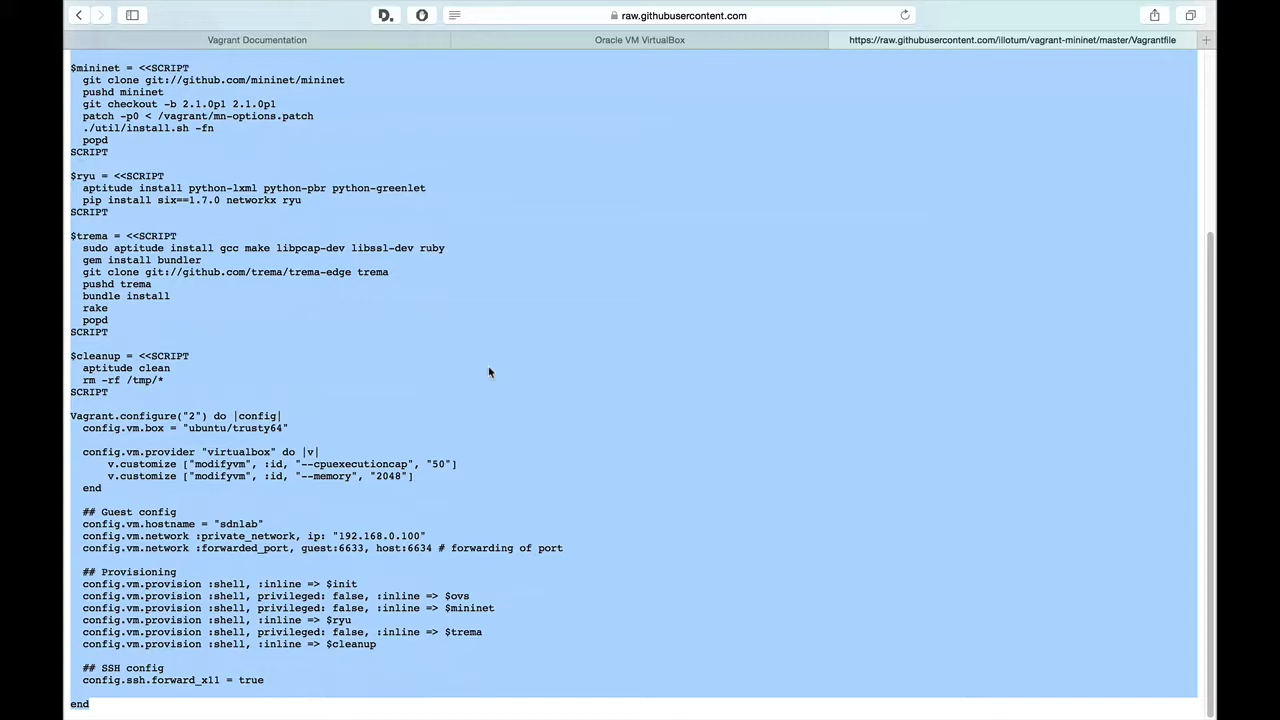 D.
raw.githubusercontent.com
Vagrant Documentation
Oracle VM VirtualBox
https://raw.githubusercontent.com/illotum/vagrant-mininet/master/Vagrantfile
$mininet = <<SCRIPT
  git clone git://github.com/mininet/mininet
  pushd mininet
  git checkout -b 2.1.0p1 2.1.0p1
  patch -p0 < /vagrant/mn-options.patch
  ./util/install.sh -fn
  popd
SCRIPT
$ryu = <<SCRIPT
  aptitude install python-lxml python-pbr python-greenlet
  pip install six==1.7.0 networkx ryu
SCRIPT
$trema = <<SCRIPT
  sudo aptitude install gcc make libpcap-dev libssl-dev ruby
  gem install bundler
  git clone git://github.com/trema/trema-edge trema
  pushd trema
  bundle install
  rake
  popd
SCRIPT
$cleanup = <<SCRIPT
  aptitude clean
  rm -rf /tmp/*
SCRIPT
Vagrant.configure("2") do |config|
  config.vm.box = "ubuntu/trusty64"
  config.vm.provider "virtualbox" do |v|
      v.customize ["modifyvm", :id, "--cpuexecutioncap", "50"]
      v.customize ["modifyvm", :id, "--memory", "2048"]
  end
  ## Guest config
  config.vm.hostname = "sdnlab"
  config.vm.network :private_network, ip: "192.168.0.100"
  config.vm.network :forwarded_port, guest:6633, host:6634 # forwarding of port
  ## Provisioning
  config.vm.provision :shell, :inline => $init
  config.vm.provision :shell, privileged: false, :inline => $ovs
  config.vm.provision :shell, privileged: false, :inline => $mininet
  config.vm.provision :shell, :inline => $ryu
  config.vm.provision :shell, privileged: false, :inline => $trema
  config.vm.provision :shell, :inline => $cleanup
  ## SSH config
  config.ssh.forward_x11 = true
end